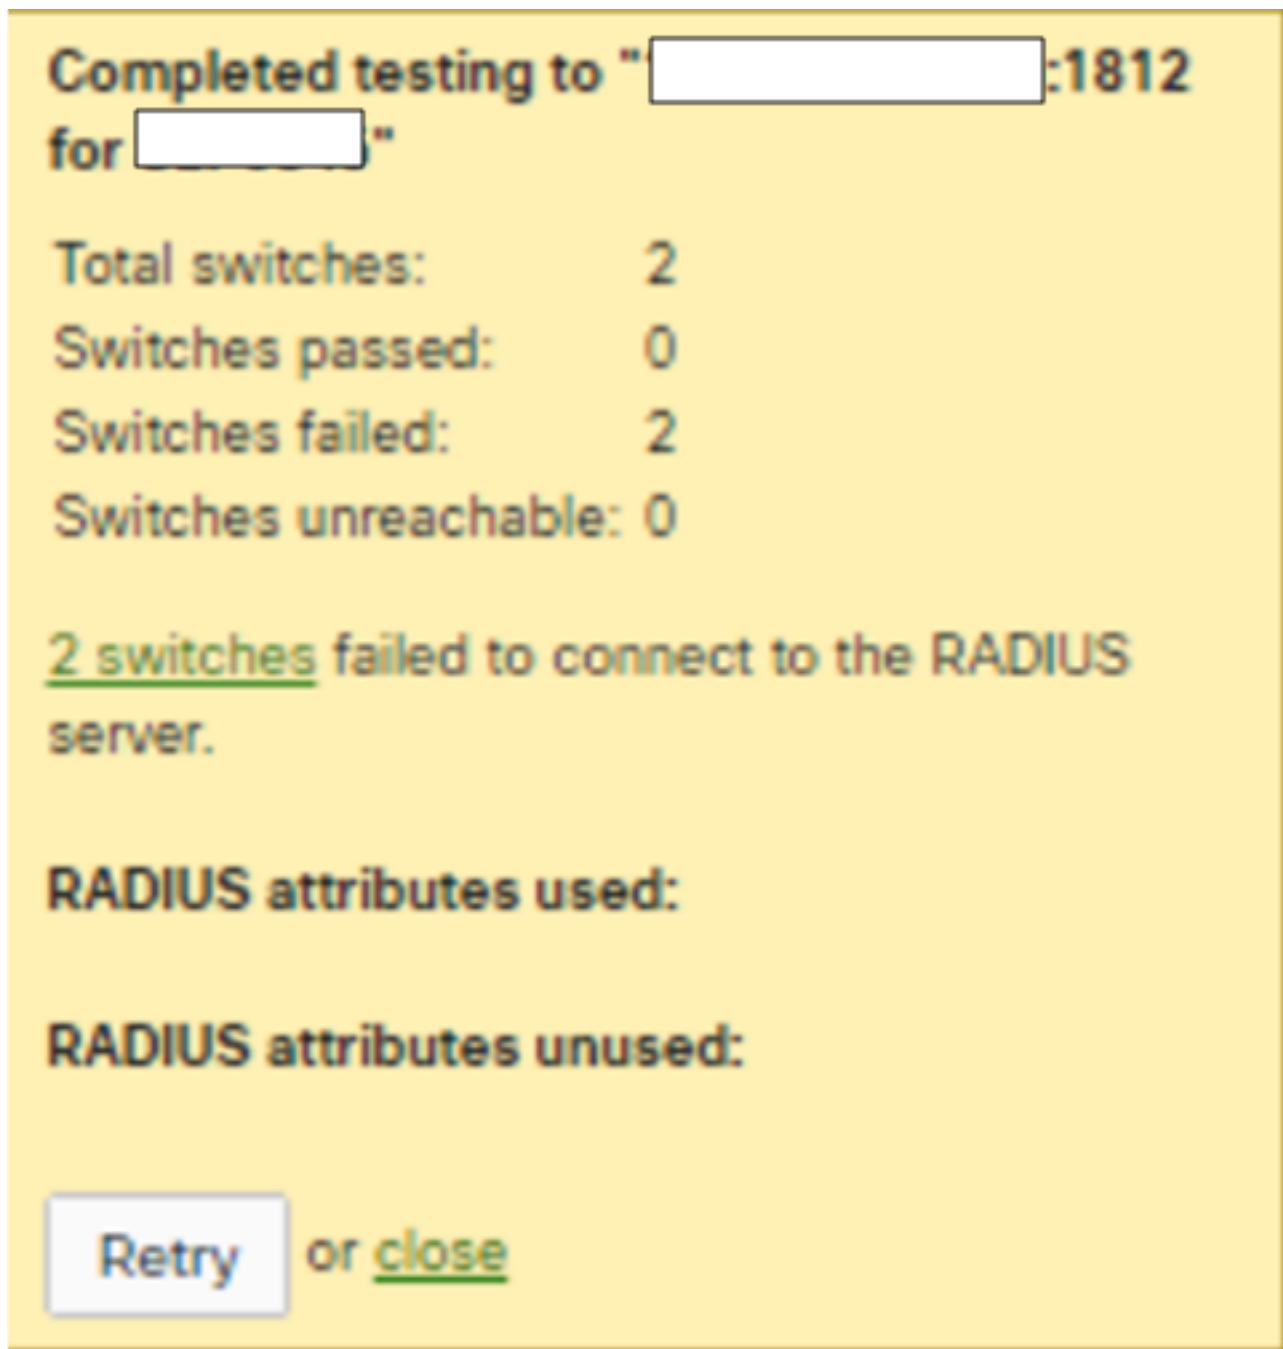 Completed testing to ":1812
for "
Total switches: 2
Switches passed: 0
Switches failed: 2
Switches unreachable: 0
2 switches failed to connect to the RADIUS
server.
RADIUS attributes used:
RADIUS attributes unused:
Retry or close